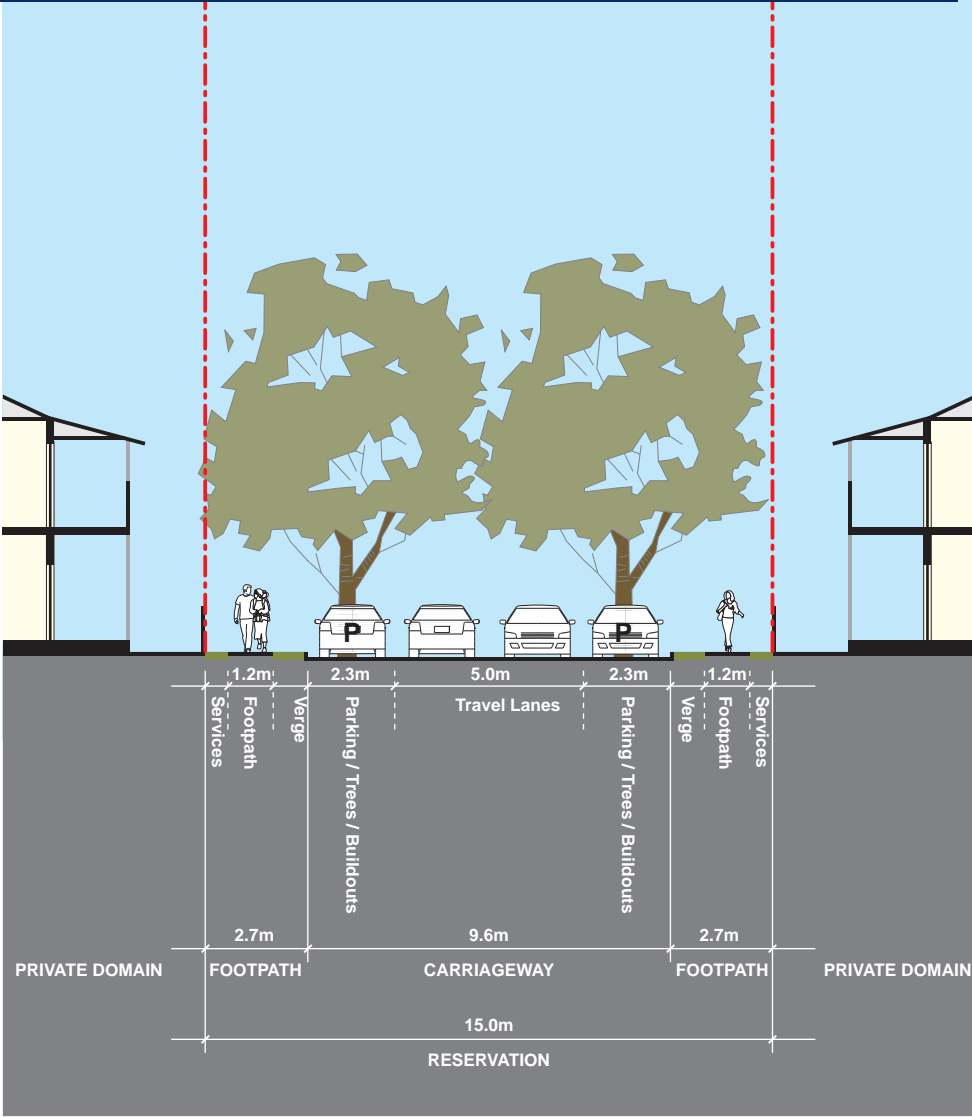 P
P
1.2m 2.3m 5.0m 2.3m 1.2m
Services
Footpath
Verge
Parking / Trees / Buildouts
Travel Lanes
Parking / Trees / Buildouts
Verge
Footpath
Services
2.7m 9.6m 2.7m
PRIVATE DOMAIN FOOTPATH CARRIAGEWAY FOOTPATH PRIVATE DOMAIN
15.0m
RESERVATION